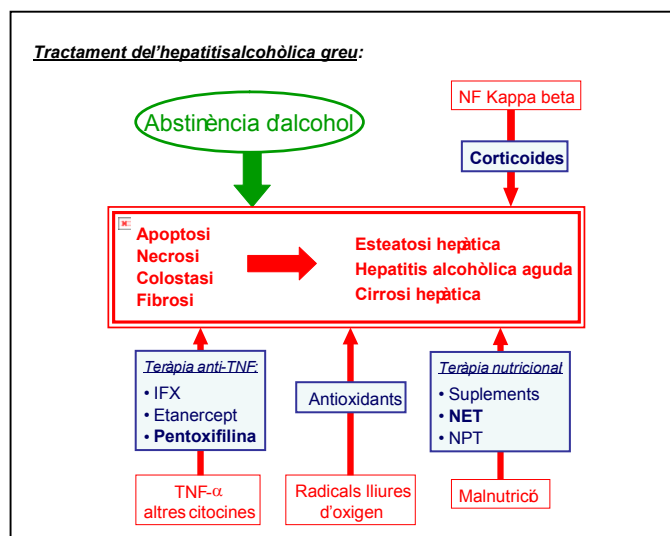 Tractament del'hepatitisalcohòlica greu:
Abstinència d'alcohol
NF Kappa beta
Corticoides
Apoptosi
Necrosi
Colostasi
Fibrosi
Esteatosi hepàtica
Hepatitis alcohòlica aguda
Cirrosi hepàtica
Teràpia anti-TNF:
• IFX
• Etanercept
• Pentoxifilina
Antioxidants
Teràpia nutricional
• Suplements
• NET
• NPT
TNF-α
altres citocines
Radicals lliures
d'oxigen
Malnutrició